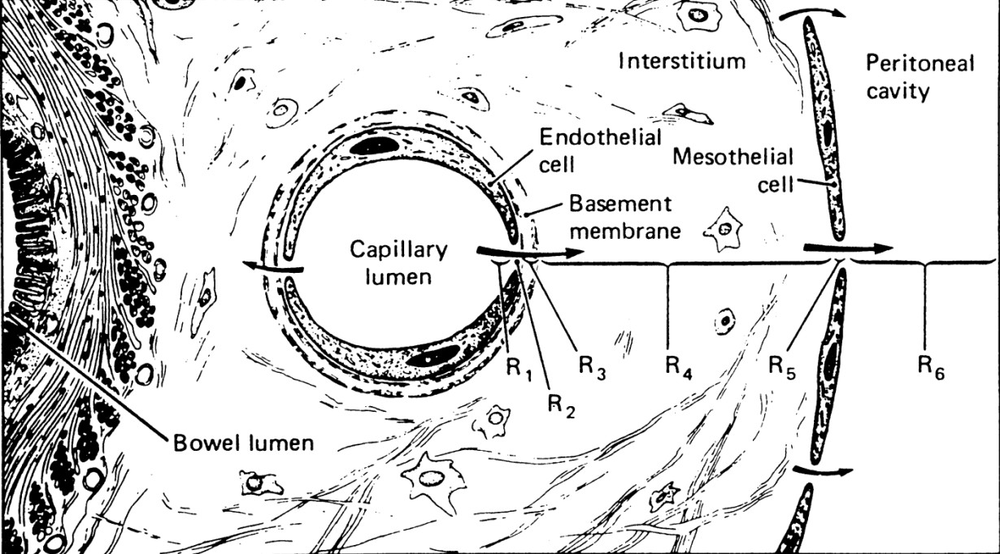 Interstitium
Peritoneal
cavity
Endothelial
cell
Mesothelial
cell
Basement
membrane
Capillary
lumen
R1
R3
R4
R5
R6
R2
Bowel lumen